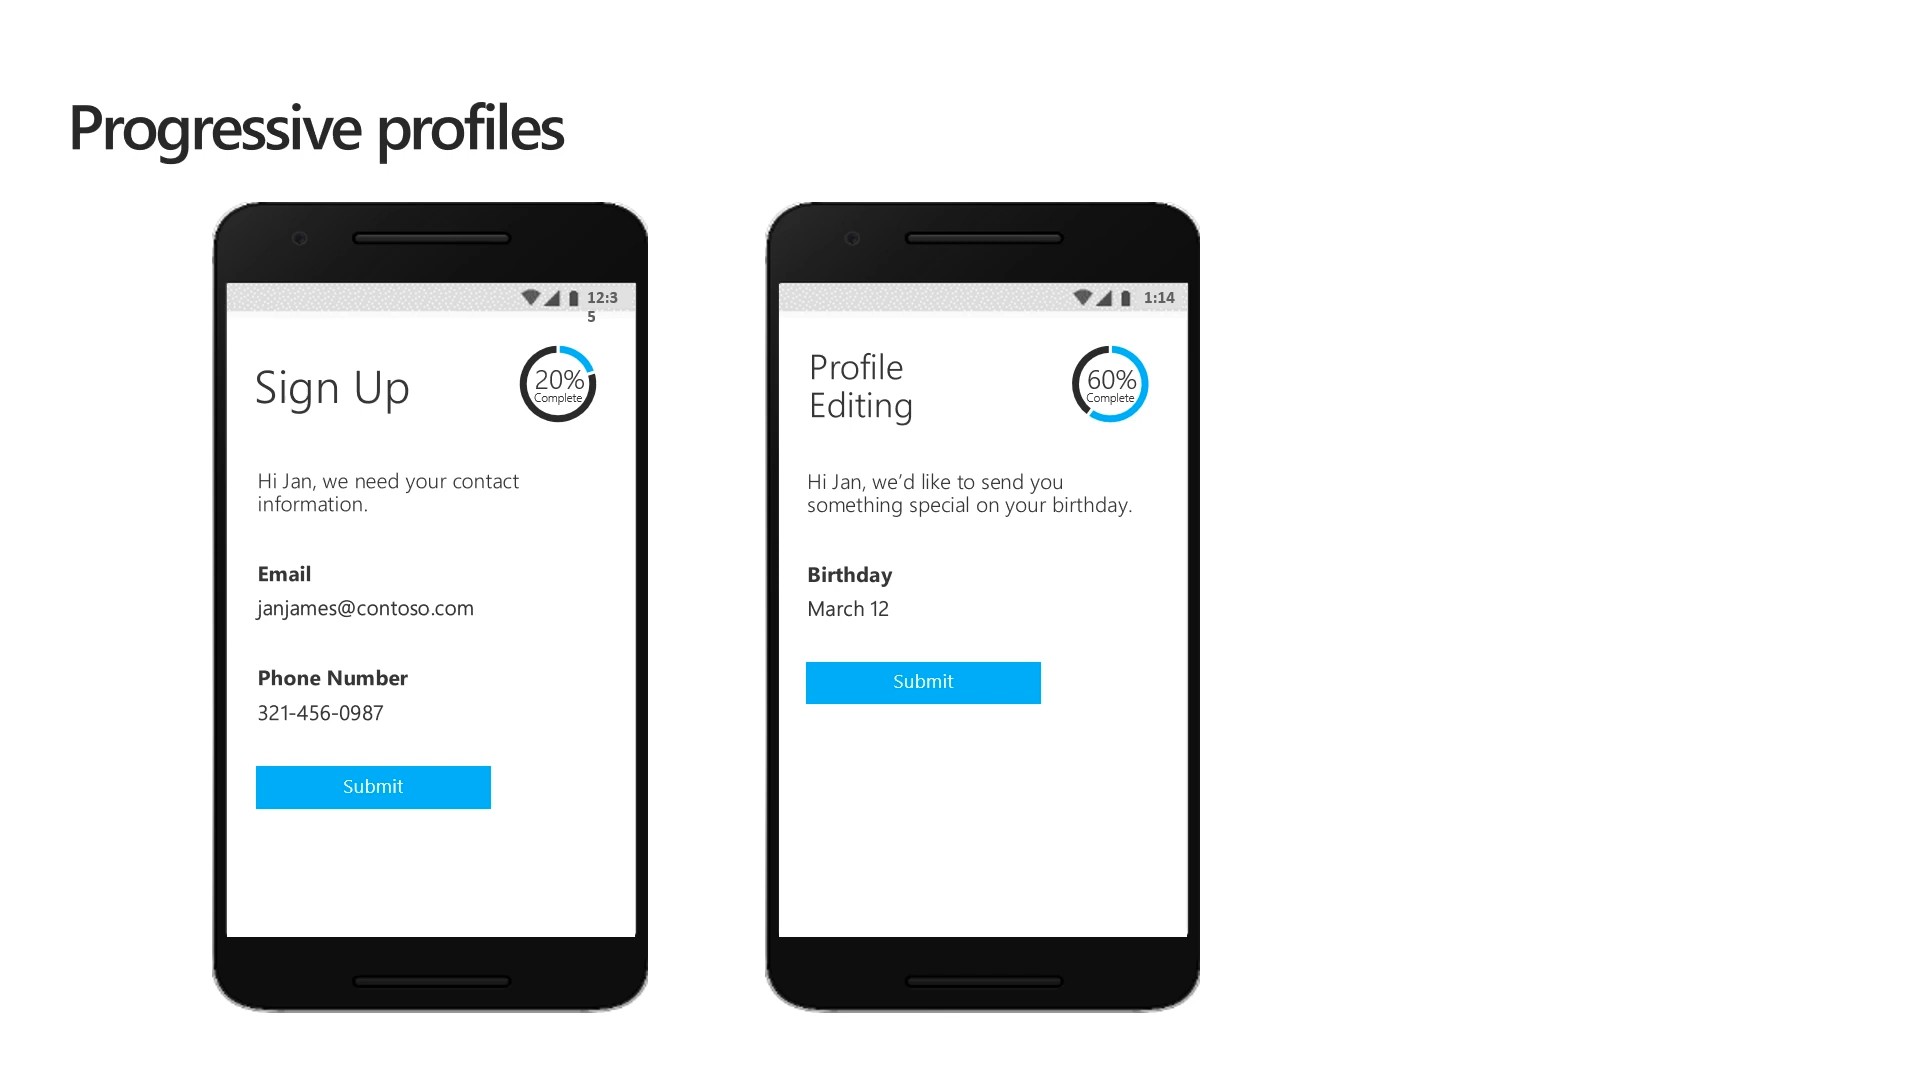 Progressive profiles
12:3
5
Sign Up
20%
Complete
Hi Jan, we need your contact
information.
Email
janjames@contoso.com
Phone Number
321-456-0987
Submit
1:14
Profile
Editing
60%
Complete
Hi Jan, we’d like to send you
something special on your birthday.
Birthday
March 12
Submit